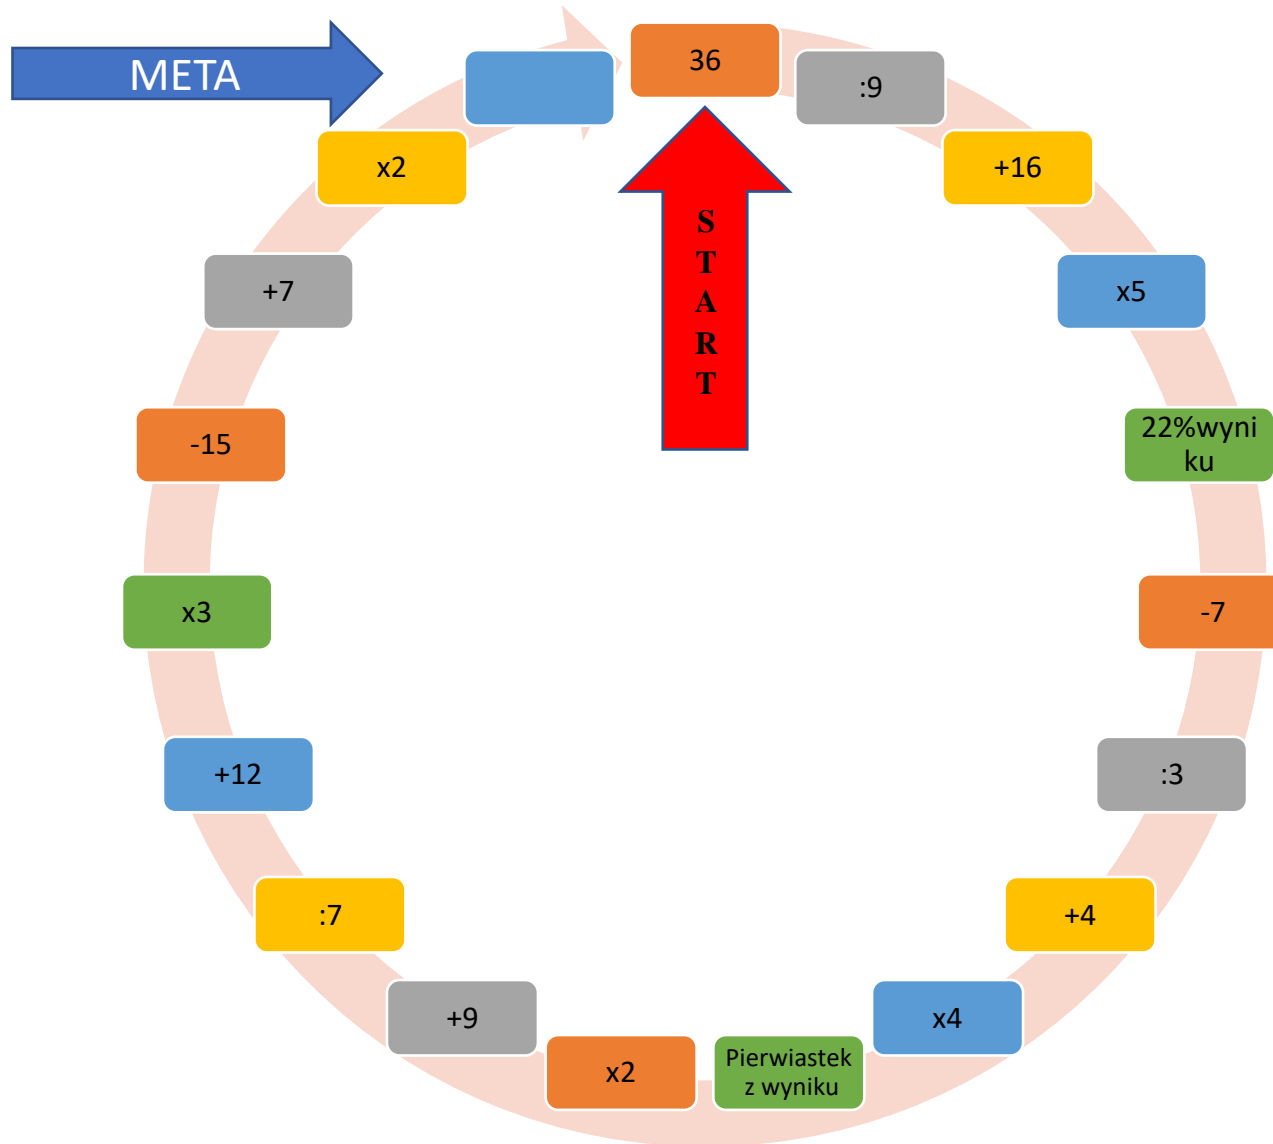 META
36
:9
+16
x5
22%wyni
ku
-7
:3
+4
x4
Pierwiastek
z wyniku
x2
+9
:7
+12
x3
-15
+7
x2
S
T
A
R
T